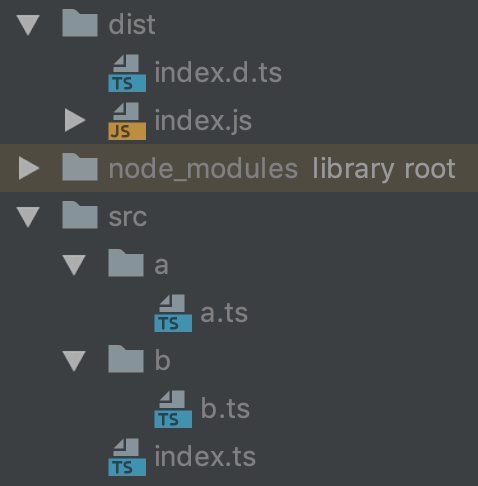 dist
TS index.d.ts
JS index.js
node_modules library root
src
a
TS a.ts
b
TS b.ts
TS index.ts